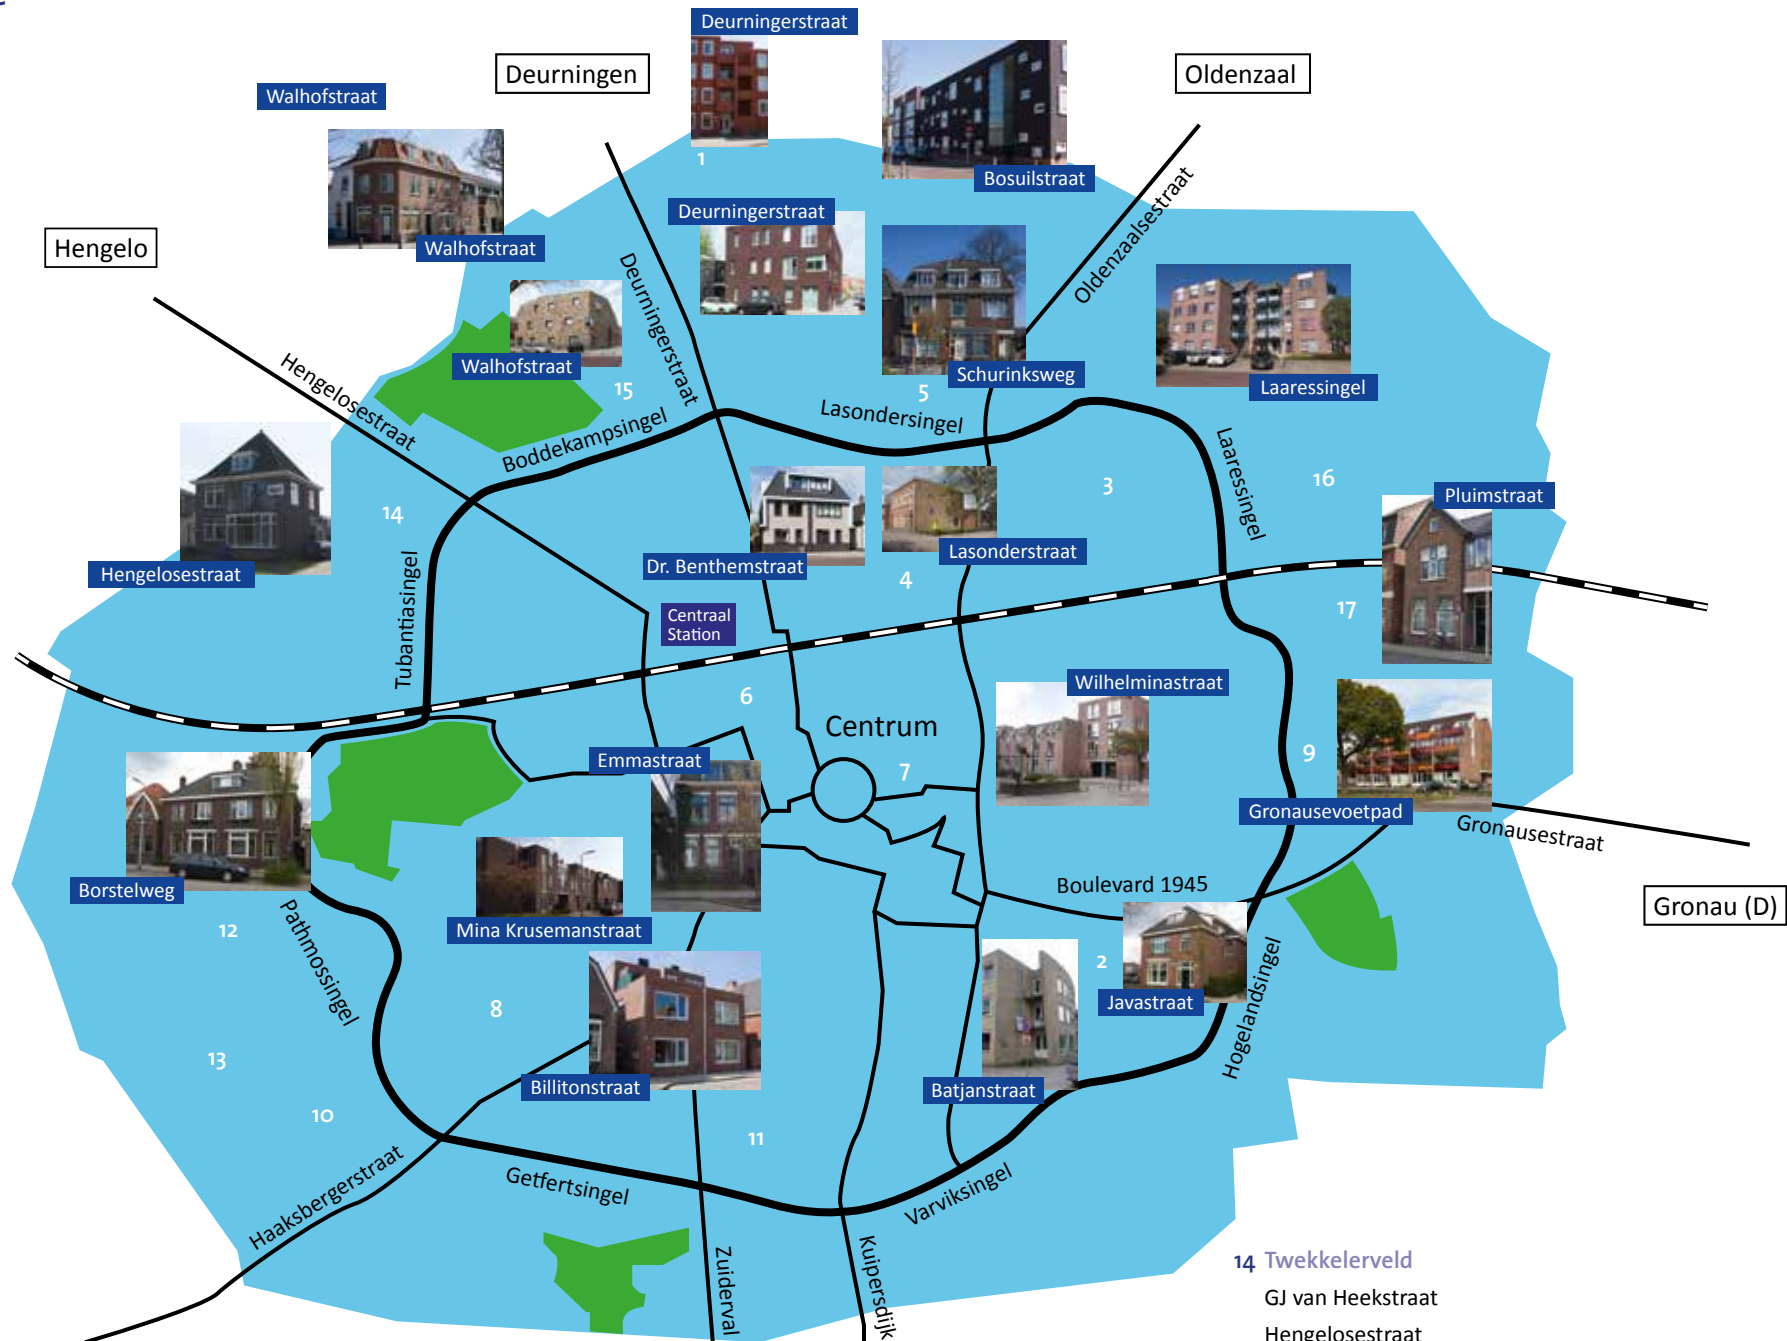 Deurningerstraat
Deurningen
Oldenzaal
Walhofstraat
1
Bosuilstraat
Deurningerstraat
Walhofstraat
Hengelo
Oldenzaalsestraat
Deurningerstraat
Walhofstraat
Schurinksweg
Laaressingel
15
5
Hengelosestraat
Boddekampsingel
Lasondersingel
Laaressingel
3
16
Pluimstraat
14
Hengelosestraat
Dr. Benthemstraat
Lasonderstraat
4
Tubantiasingel
Centraal
Station
17
6
Wilhelminastraat
Centrum
Emmastraat
7
9
Gronausevoetpad
Gronausestraat
Borstelweg
Boulevard 1945
Gronau (D)
12
Pathmossingel
Mina Krusemanstraat
2
Javastraat
Hogelandsingel
8
13
Billitonstraat
Batjanstraat
10
11
Haaksbergerstraat
Getfertsingel
Varviksingel
Zuiderval
Kuipersdijk
14 Twekkelerveld
GJ van Heekstraat
Hengelosestraat